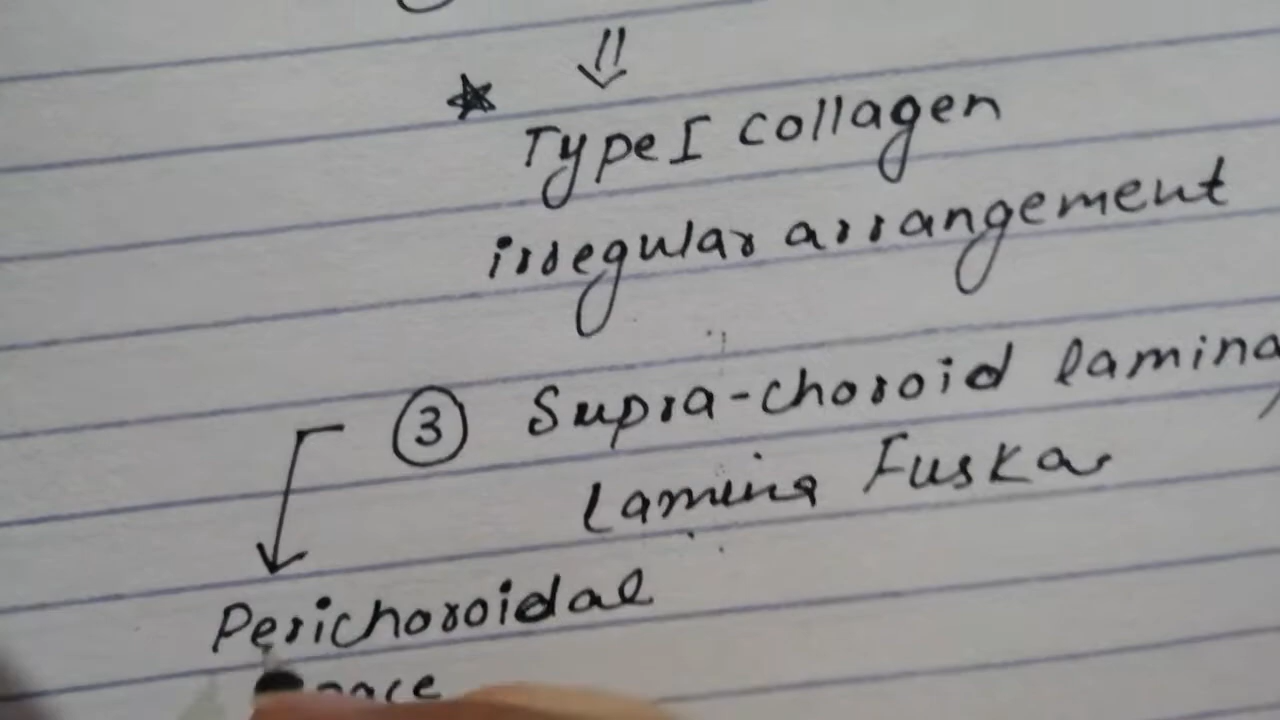 Type I collagen
irregular arrangement
③ Supra-choroid lamina
Lamina Fuska
Perichoroidal